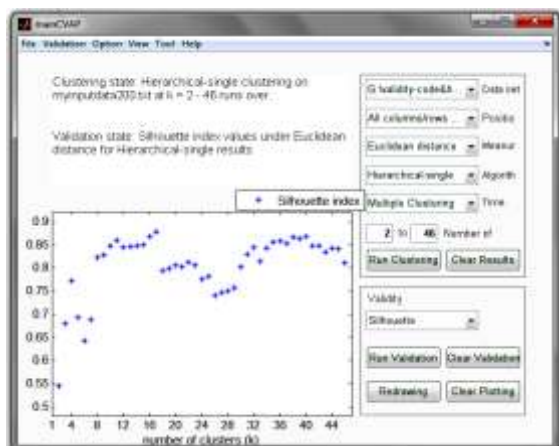 mainCVAP
File Validation Option View Tool Help
Clustering state: Hierarchical-single clustering on
myinputdata200.txt at k = 2 - 46 runs over.
Validation state: Silhouette index values under Euclidean
distance for Hierarchical-single results
Silhouette index
0.9
0.85
0.8
0.75
0.7
0.65
0.6
0.55
0.5
1 4 8 12 16 20 24 28 32 36 40 44
number of clusters (k)
Data set
All columns/rows ... Positio
Euclidean distance Measur
Hierarchical-single Algorith
Multiple Clustering Time
2 to 46 Number of
Run Clustering Clear Results
Validity
Silhouette
Run Validation Clear Validation
Redrawing Clear Plotting